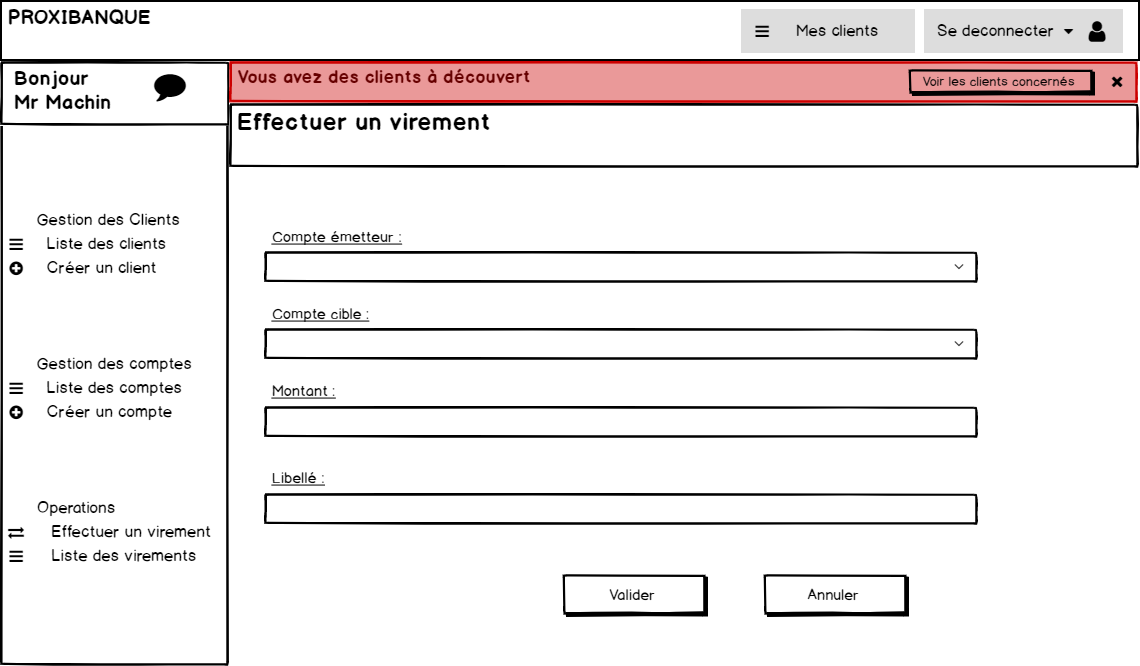 PROXIBANQUE
Mes clients
Se deconnecter
Bonjour
Mr Machin
Vous avez des clients à découvert
Voir les clients concernés
Effectuer un virement
Gestion des Clients
Liste des clients
Créer un client
Gestion des comptes
Liste des comptes
Créer un compte
Operations
Effectuer un virement
Liste des virements
Compte émetteur :
Compte cible :
Montant :
Libellé :
Valider
Annuler